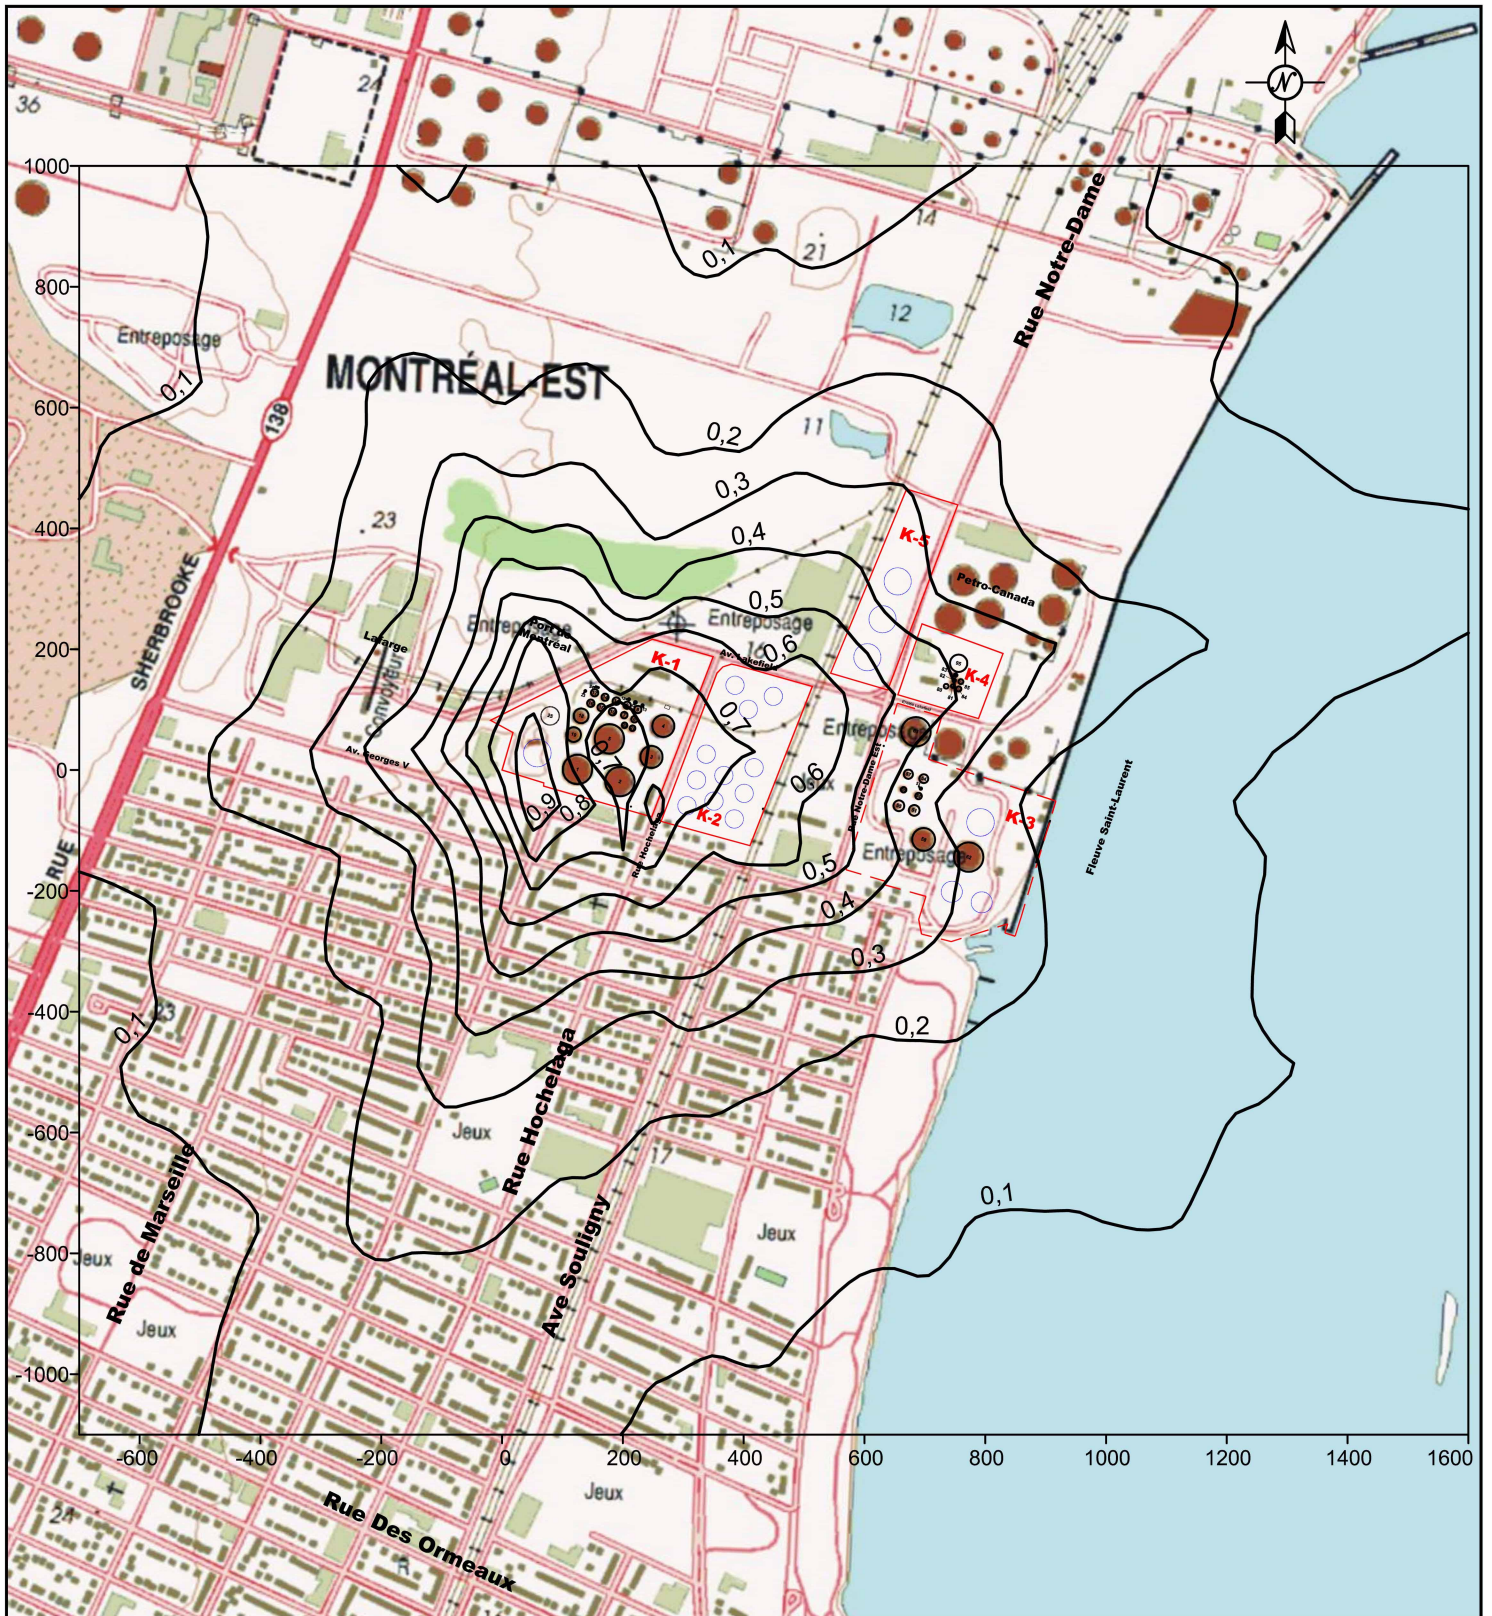 N
36
24
1000
14
Rue Notre-Dame
0,1
21
800
12
Entreposage
MONTRÉAL-EST
0,1
600
138
11
0,2
0,3
23
400
0,4
K-5
Petro-Canada
SHERBROOKE
0,5
Entreposage
Port de
Montréal
Entreposage
0,6
16
Lafarge
200
Av. Lakefield
K-1
K-4
Convoyeur
0,7
Entreposage
Av. Georges V
0,7
0
0,6
Jeux
Rue Notre-Dame Est
0,9
0,8
K-2
K-3
Fleuve Saint-Laurent
Rue Hochelaga
RUE
Entreposage
0,5
-200
0,4
0,3
-400
23
0,1
0,2
Rue Hochelaga
Jeux
-600
17
Rue de Marseille
0,1
Ave Souligny
Jeux
-800
Jeux
Jeux
-1000
-600
-400
-200
0
200
400
600
800
1000
1200
1400
1600
Jeux
24
Rue Des Ormeaux
R